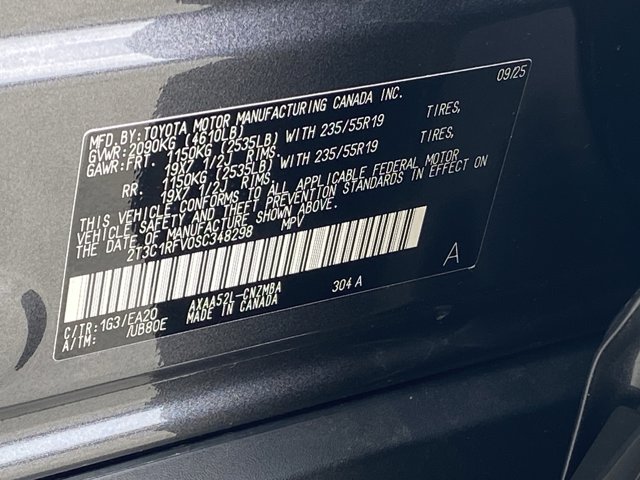 09/25
MFD.BY:TOYOTA MOTOR MANUFACTURING CANADA INC.
GVWR:2090KG (4610LB)
GAWR:FRT. 1150KG (2535LB) WITH 235/55R19 TIRES,
19X7 1/2J RIMS.
RR. 1150KG (2535LB) WITH 235/55R19 TIRES,
19X7 1/2J RIMS.
THIS VEHICLE CONFORMS TO ALL APPLICABLE FEDERAL MOTOR
VEHICLE SAFETY AND THEFT PREVENTION STANDARDS IN EFFECT ON
THE DATE OF MANUFACTURE SHOWN ABOVE.
2T3C1RFV0SC348298 MPV
A
C/TR:1G3/EA20 AXAA52L-CNZMBA 304 A
A/TM: /UB80E MADE IN CANADA